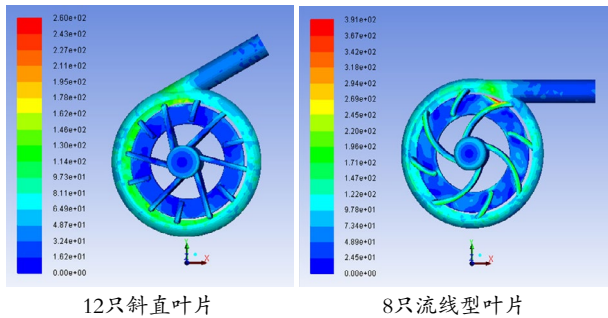 2.60e+02
2.43e+02
2.27e+02
2.11e+02
1.95e+02
1.78e+02
1.62e+02
1.46e+02
1.30e+02
1.14e+02
9.73e+01
8.11e+01
6.49e+01
4.87e+01
3.24e+01
1.62e+01
0.00e+00
Y
Z
X
12只斜直叶片
3.91e+02
3.67e+02
3.42e+02
3.18e+02
2.94e+02
2.69e+02
2.45e+02
2.20e+02
1.96e+02
1.71e+02
1.47e+02
1.22e+02
9.78e+01
7.34e+01
4.89e+01
2.45e+01
0.00e+00
Y
Z
X
8只流线型叶片